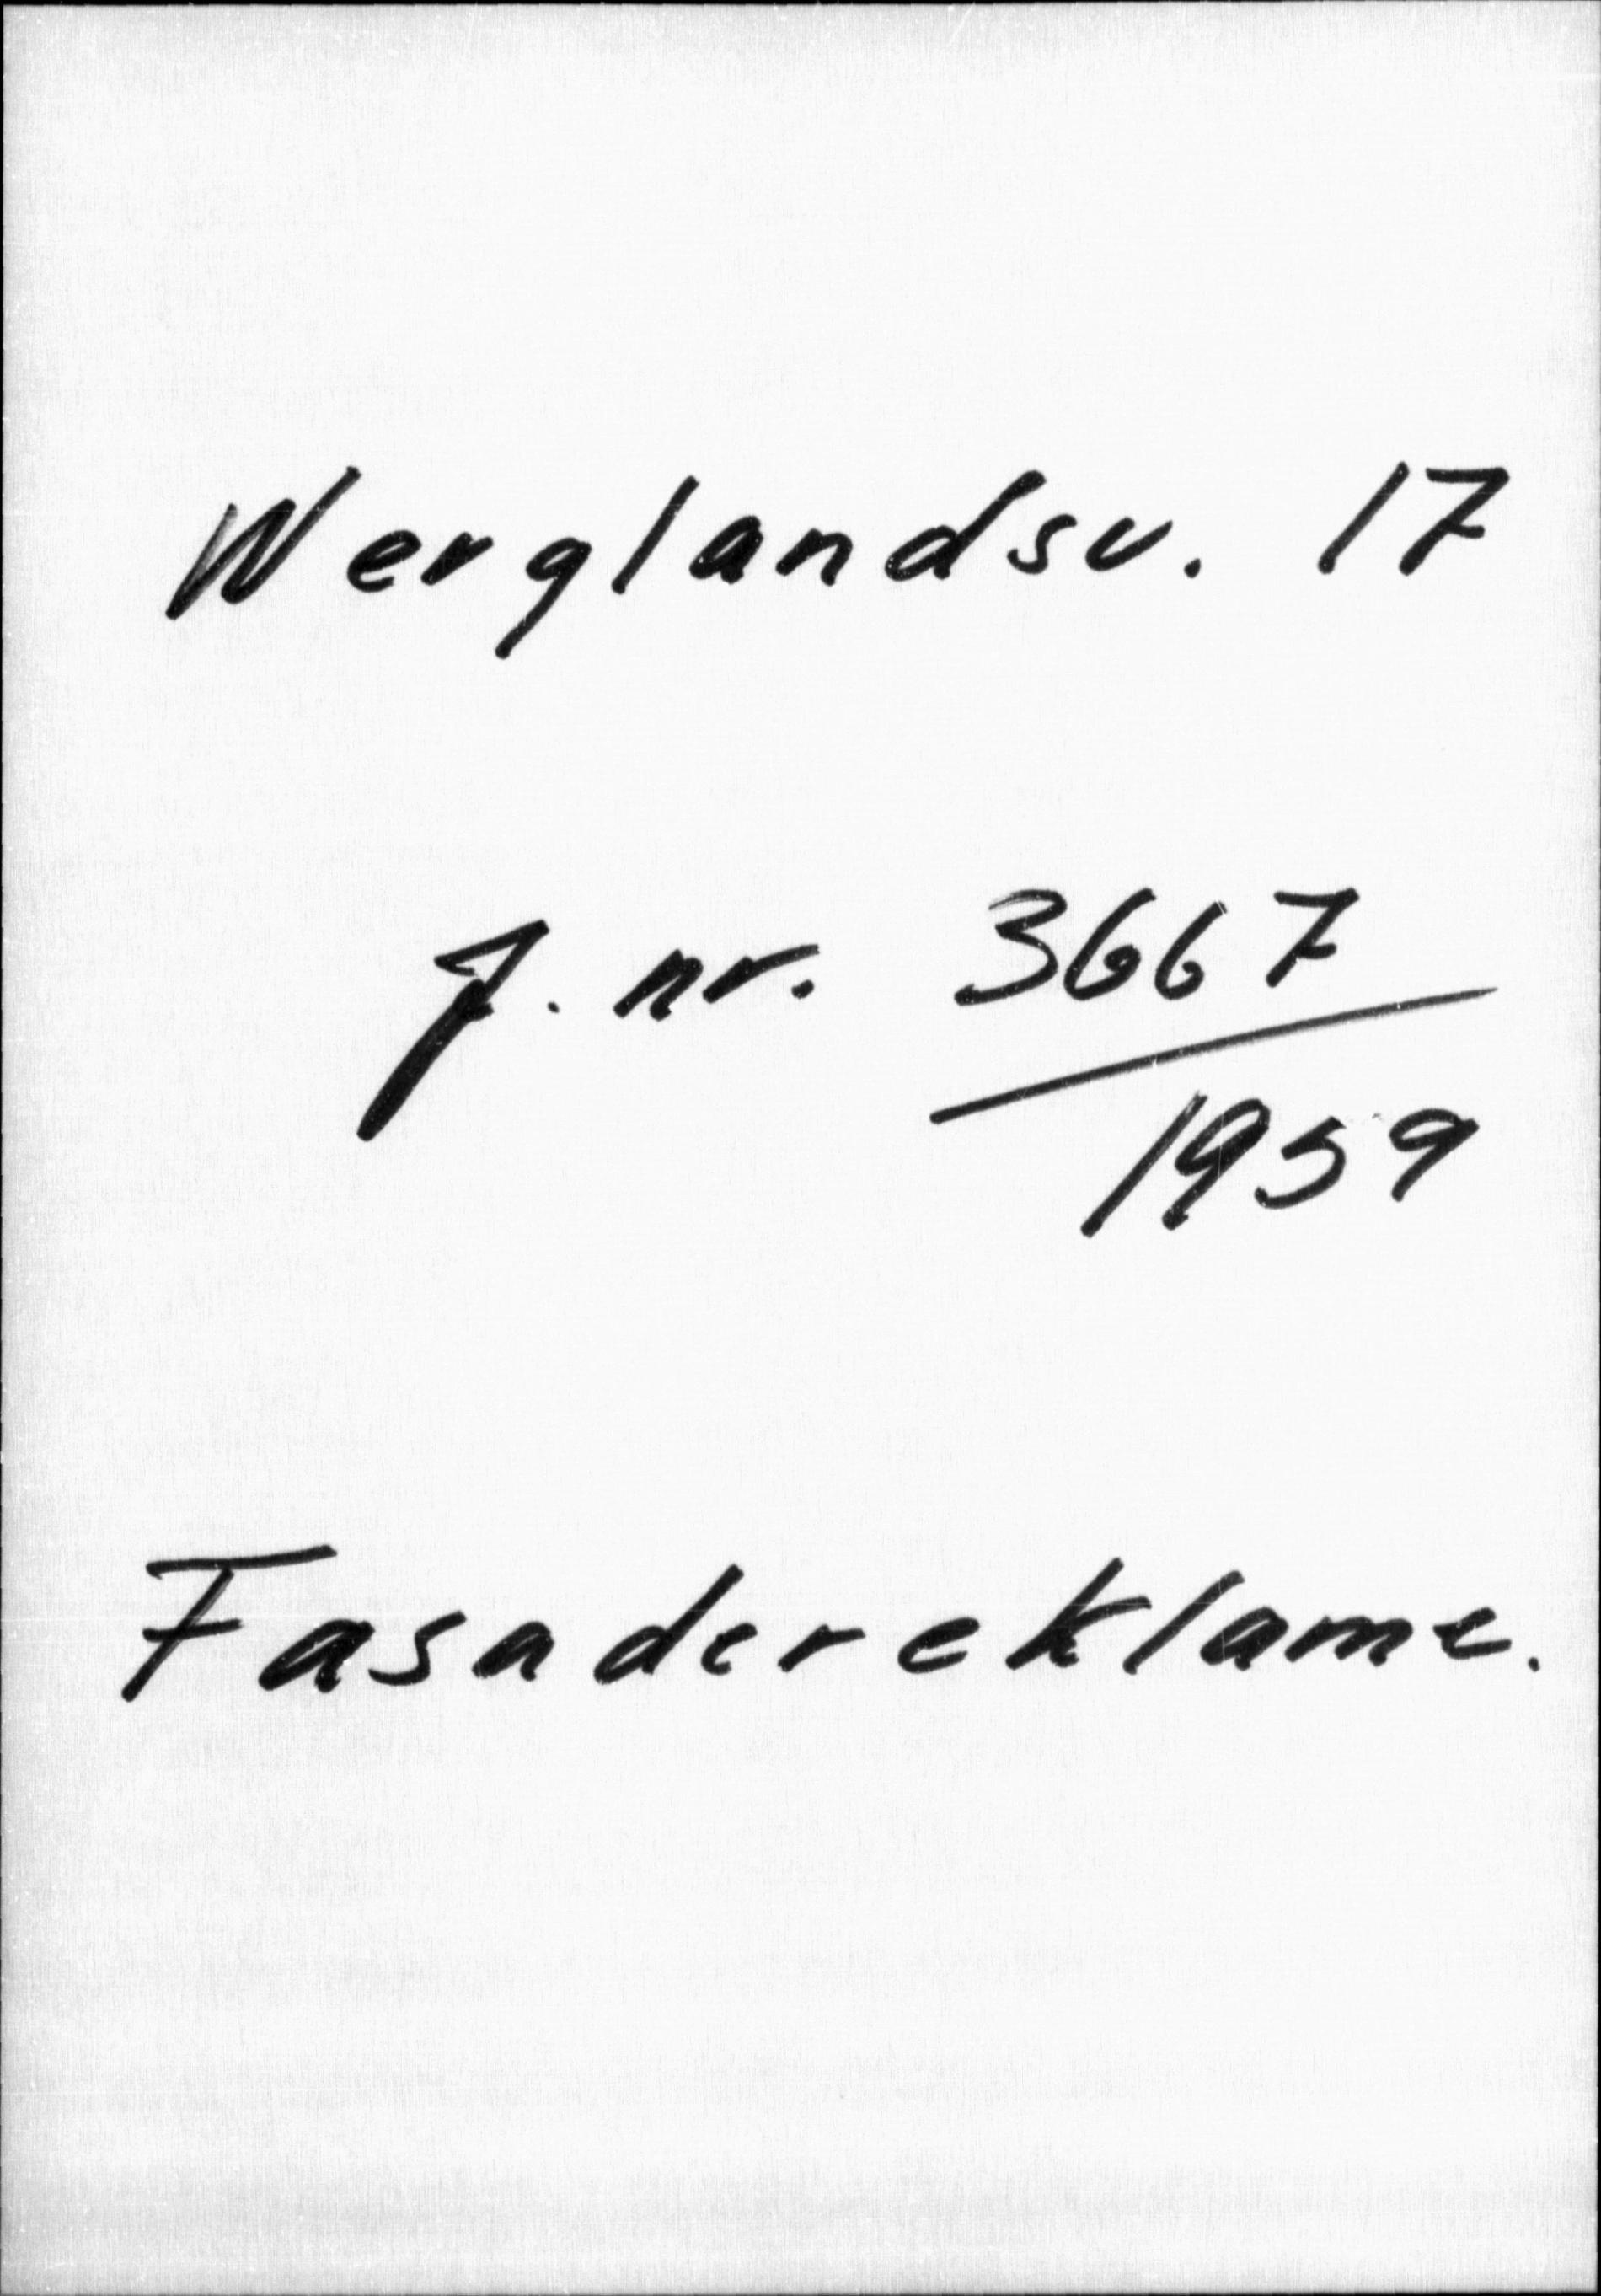 Werglandsv. 17
J. nr. 3667
1959
Fasadereklame.